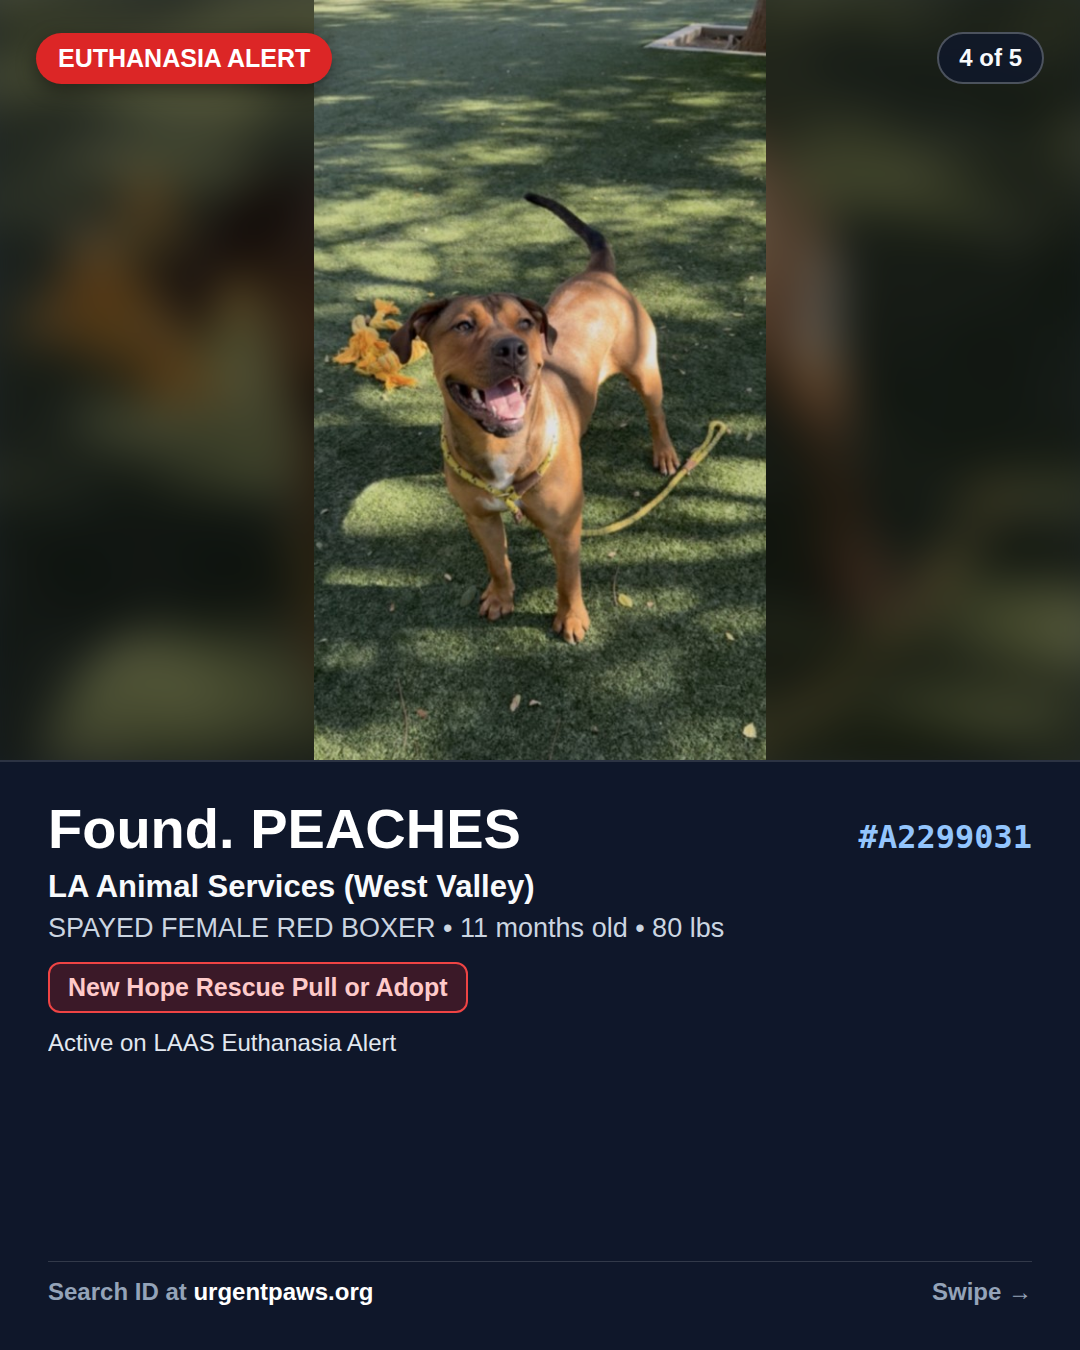 EUTHANASIA ALERT
4 of 5
Found. PEACHES
#A2299031
LA Animal Services (West Valley)
SPAYED FEMALE RED BOXER • 11 months old • 80 lbs
New Hope Rescue Pull or Adopt
Active on LAAS Euthanasia Alert
Search ID at urgentpaws.org
Swipe →